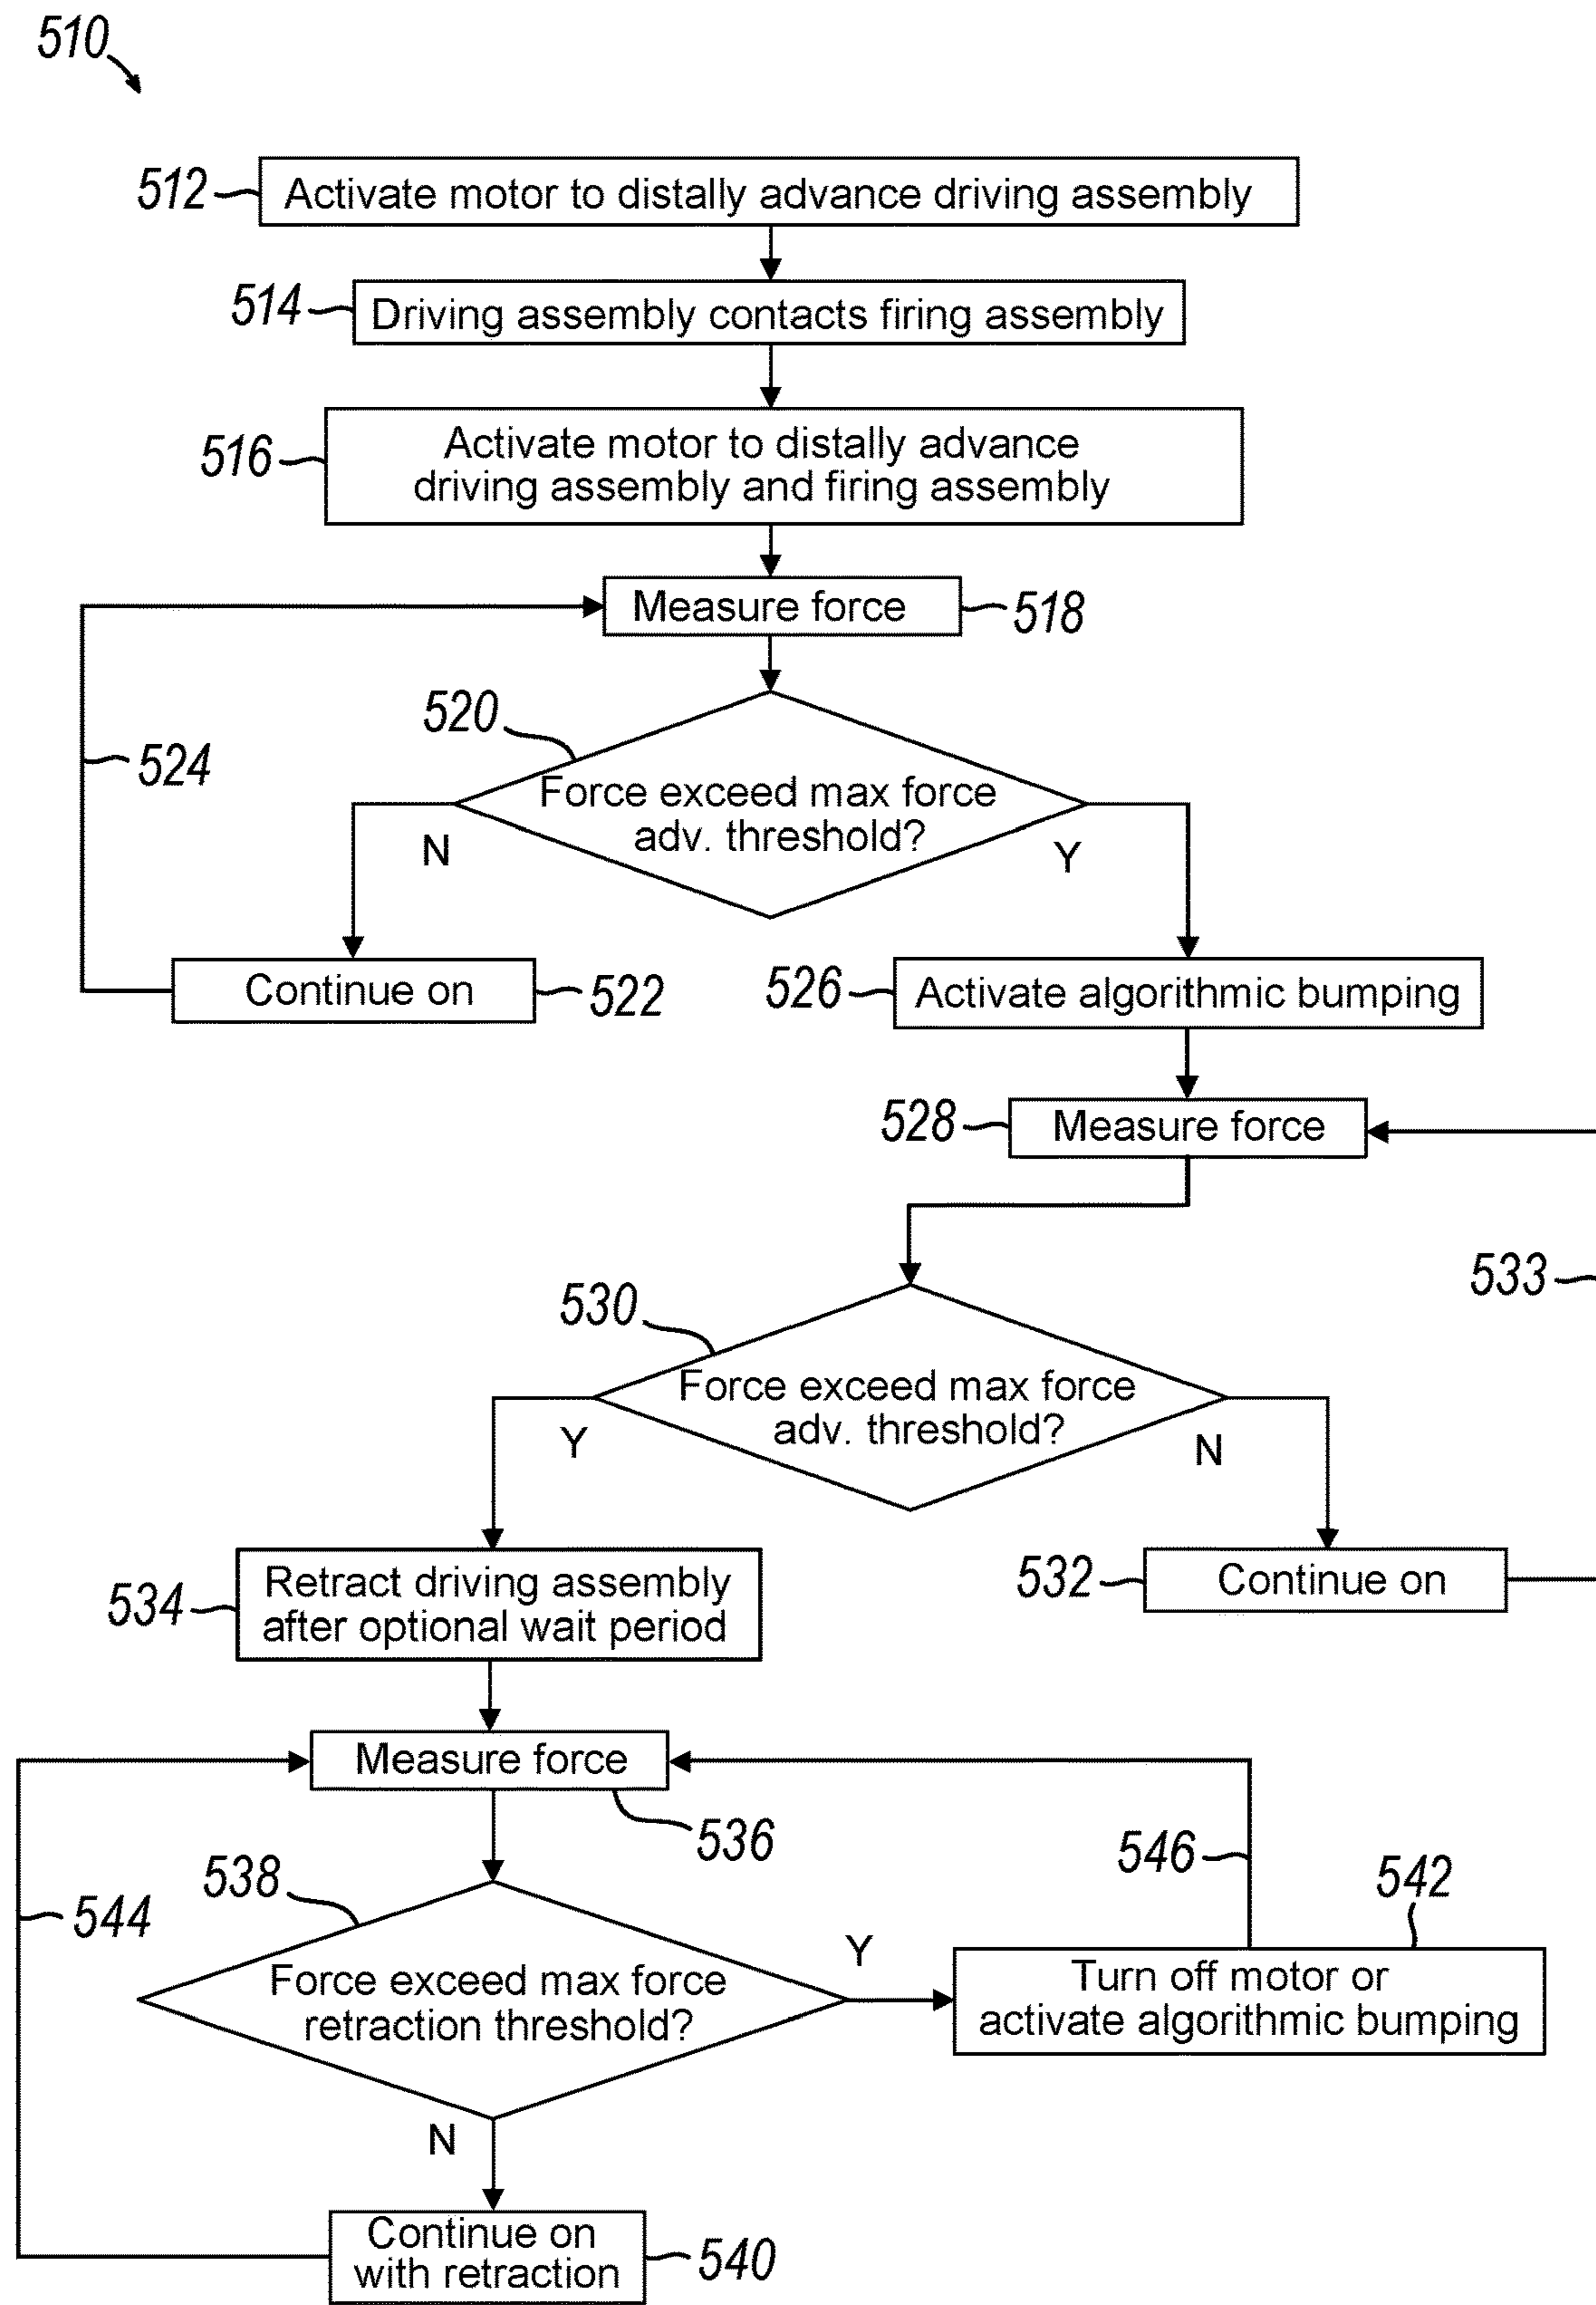 510
512
Activate motor to distally advance driving assembly
514
Driving assembly contacts firing assembly
516
Activate motor to distally advance
driving assembly and firing assembly
Measure force
518
520
524
Force exceed max force
adv. threshold?
N
Y
Continue on
522
526
Activate algorithmic bumping
528
Measure force
533
530
Force exceed max force
adv. threshold?
Y
N
534
Retract driving assembly
after optional wait period
532
Continue on
Measure force
536
546
542
538
544
Force exceed max force
retraction threshold?
Y
Turn off motor or
activate algorithmic bumping
N
Continue on
with retraction
540